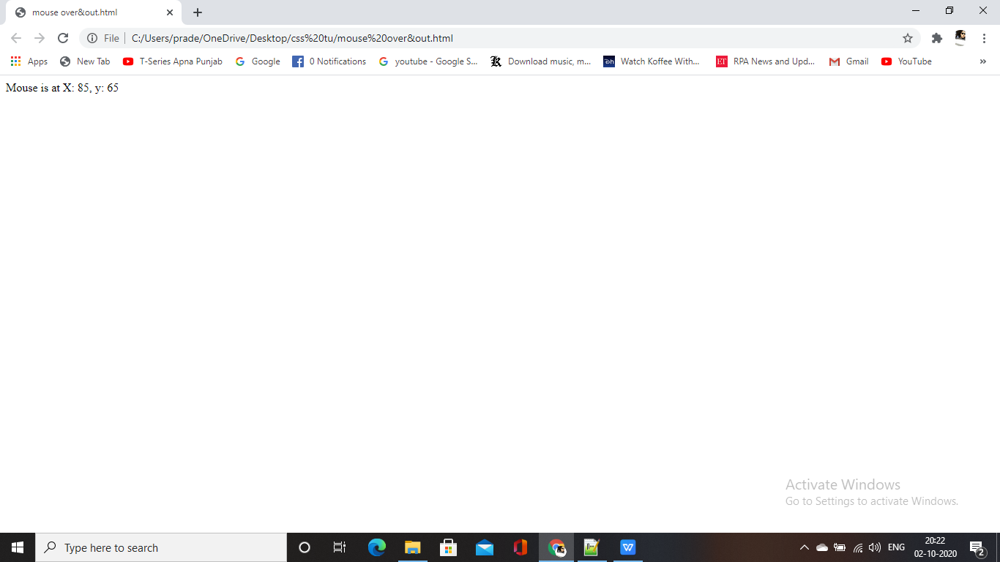 mouse over&out.html
File C:/Users/prade/OneDrive/Desktop/css%20tu/mouse%20over&out.html
Apps New Tab T-Series Apna Punjab Google 0 Notifications youtube - Google S... Download music, m... Watch Koffee With... RPA News and Upd... Gmail YouTube »
Mouse is at X: 85, y: 65
Activate Windows
Go to Settings to activate Windows.
Type here to search
ENG
20:22
02-10-2020
2